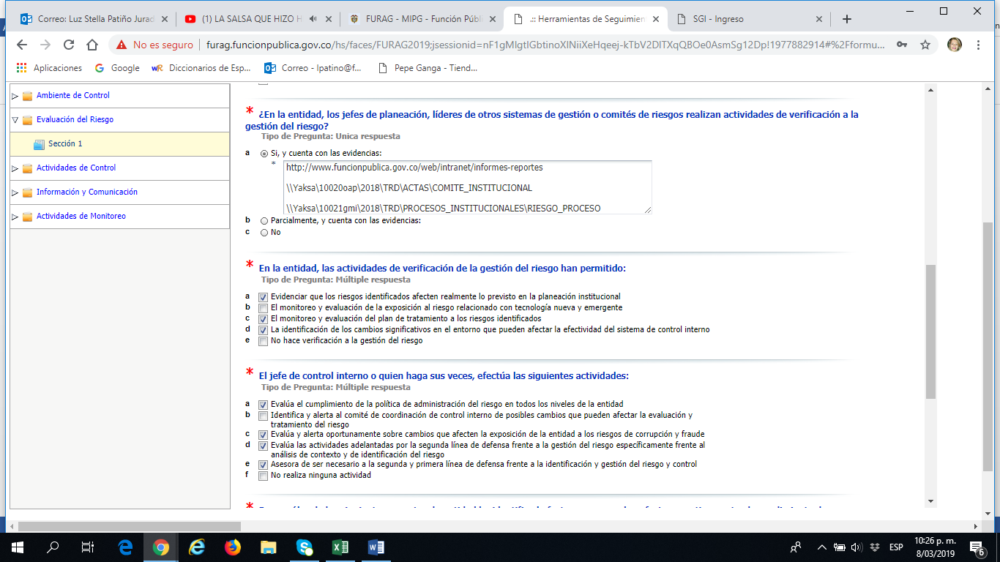 Correo: Luz Stella Patiño Jurad
(1) LA SALSA QUE HIZO H
FURAG - MIPG - Función Públ
.:: Herramientas de Seguimien
SGI - Ingreso
No es seguro
furag.funcionpublica.gov.co/hs/faces/FURAG2019;jsessionid=nF1gMIgtlGbtinoXINiiXeHqeej-kTbV2DlTXqQBOe0AsmSg12Dp!1977882914#%2Fformu...
Aplicaciones
Google
Diccionarios de Esp...
Correo - lpatino@f...
Pepe Ganga - Tiend...
Ambiente de Control
Evaluación del Riesgo
Sección 1
Actividades de Control
Información y Comunicación
Actividades de Monitoreo
* ¿En la entidad, los jefes de planeación, líderes de otros sistemas de gestión o comités de riesgos realizan actividades de verificación a la
gestión del riesgo?
Tipo de Pregunta: Unica respuesta
a Si, y cuenta con las evidencias:
*
http://www.funcionpublica.gov.co/web/intranet/informes-reportes
\\Yaksa\10020oap\2018\TRD\ACTAS\COMITE_INSTITUCIONAL
\\Yaksa\10021gmi\2018\TRD\PROCESOS_INSTITUCIONALES\RIESGO_PROCESO
b Parcialmente, y cuenta con las evidencias:
c No
* En la entidad, las actividades de verificación de la gestión del riesgo han permitido:
Tipo de Pregunta: Múltiple respuesta
a Evidenciar que los riesgos identificados afecten realmente lo previsto en la planeación institucional
b El monitoreo y evaluación de la exposición al riesgo relacionado con tecnología nueva y emergente
c El monitoreo y evaluación del plan de tratamiento a los riesgos identificados
d La identificación de los cambios significativos en el entorno que pueden afectar la efectividad del sistema de control interno
e No hace verificación a la gestión del riesgo
* El jefe de control interno o quien haga sus veces, efectúa las siguientes actividades:
Tipo de Pregunta: Múltiple respuesta
a Evalúa el cumplimiento de la política de administración del riesgo en todos los niveles de la entidad
b Identifica y alerta al comité de coordinación de control interno de posibles cambios que pueden afectar la evaluación y
tratamiento del riesgo
c Evalúa y alerta oportunamente sobre cambios que afecten la exposición de la entidad a los riesgos de corrupción y fraude
d Evalúa las actividades adelantadas por la segunda línea de defensa frente a la gestión del riesgo específicamente frente al
análisis de contexto y de identificación del riesgo
e Asesora de ser necesario a la segunda y primera línea de defensa frente a la identificación y gestión del riesgo y control
f No realiza ninguna actividad
*
ESP
10:26 p. m.
8/03/2019
6